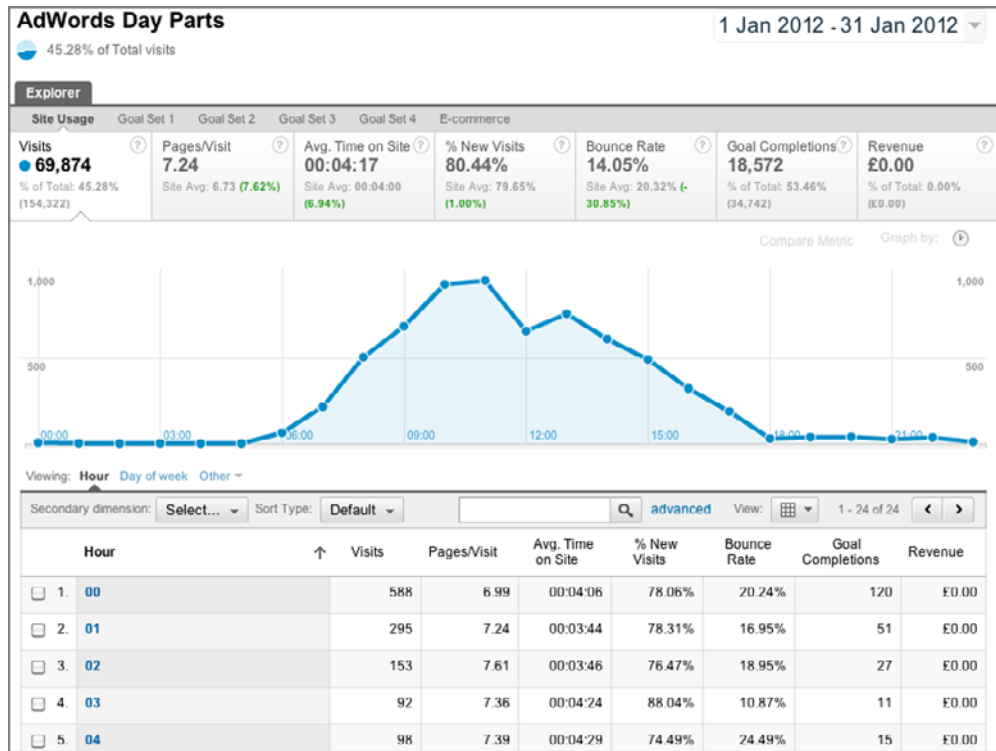 AdWords Day Parts
1 Jan 2012 - 31 Jan 2012
45.28% of Total visits
Explorer
Site Usage Goal Set 1 Goal Set 2 Goal Set 3 Goal Set 4 E-commerce
Visits ? Pages/Visit ? Avg. Time on Site ? % New Visits ? Bounce Rate ? Goal Completions ? Revenue ?
69,874 7.24 00:04:17 80.44% 14.05% 18,572 £0.00
% of Total: 45.28% Site Avg: 6.73 (7.62%) Site Avg: 00:04:00 Site Avg: 79.65% Site Avg: 20.32% (- % of Total: 53.46% % of Total: 0.00%
(154,322) (6.94%) (1.00%) 30.85%) (34,742) (£0.00)
Compare Metric Graph by:
1,000 1,000
500 500
00:00 03:00 06:00 09:00 12:00 15:00 18:00 21:00
Viewing: Hour Day of week Other
Secondary dimension: Select... Sort Type: Default advanced View: 1 - 24 of 24
Hour Visits Pages/Visit Avg. Time on Site % New Visits Bounce Rate Goal Completions Revenue
1. 00 588 6.99 00:04:06 78.06% 20.24% 120 £0.00
2. 01 295 7.24 00:03:44 78.31% 16.95% 51 £0.00
3. 02 153 7.61 00:03:46 76.47% 18.95% 27 £0.00
4. 03 92 7.36 00:04:24 88.04% 10.87% 11 £0.00
5. 04 98 7.39 00:04:29 74.49% 24.49% 15 £0.00